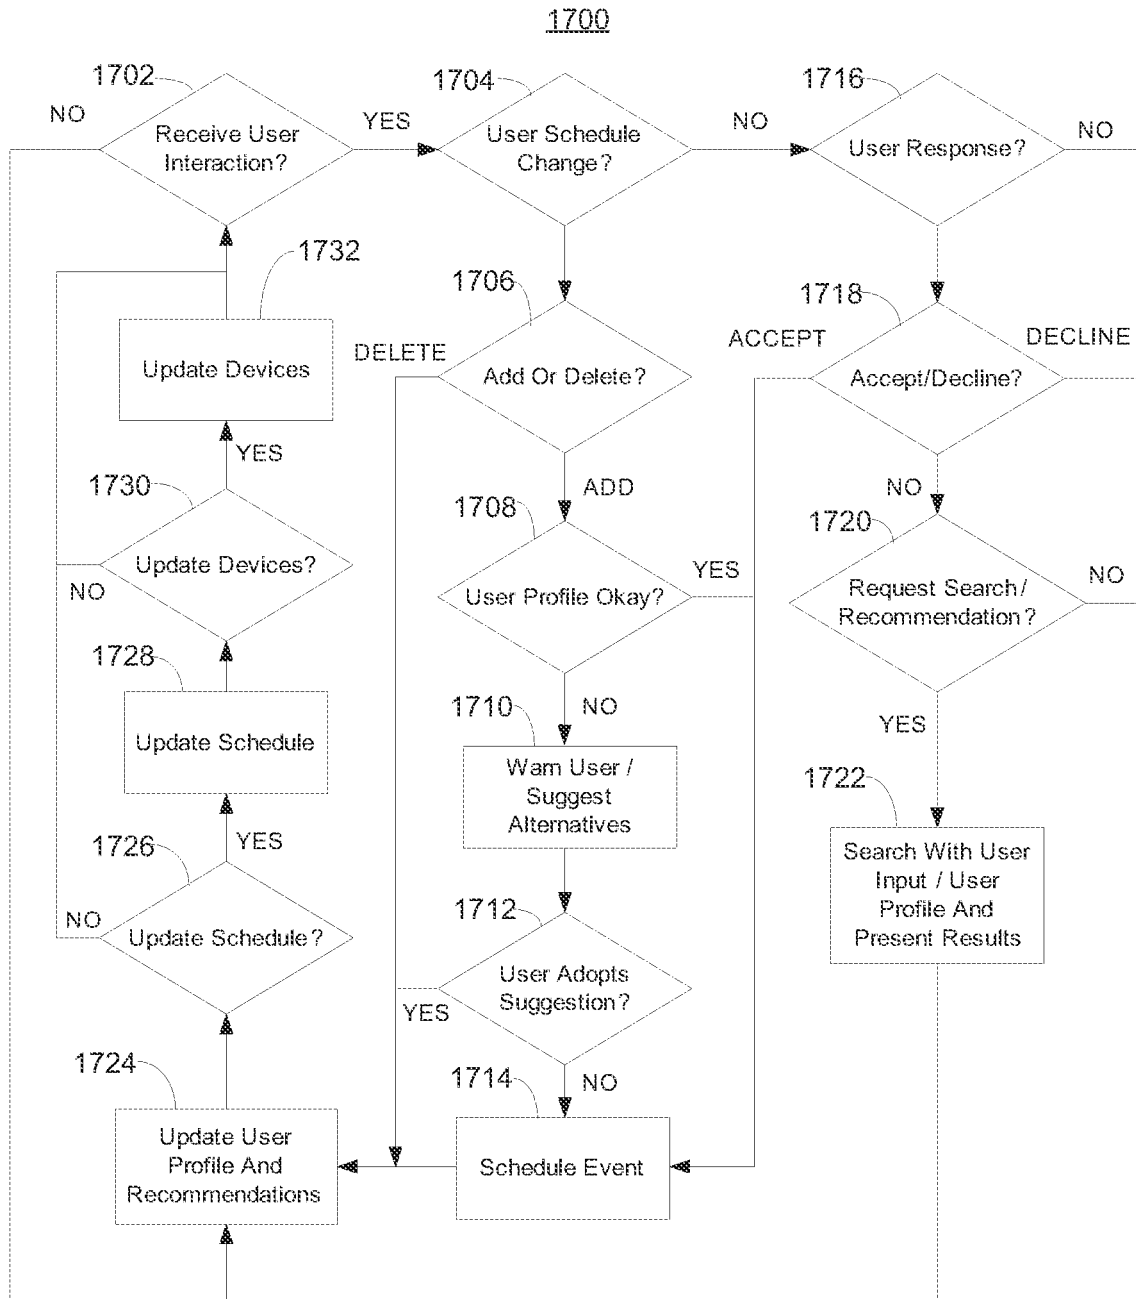 1700
1702
NO
Receive User
Interaction?
YES
1704
User Schedule
Change?
NO
1716
User Response?
NO
1732
Update Devices
1706
DELETE
Add Or Delete?
1718
ACCEPT
DECLINE
Accept/Decline?
YES
1730
Update Devices?
NO
ADD
1708
User Profile Okay?
YES
NO
1720
Request Search/
Recommendation?
NO
1728
Update Schedule
NO
1710
Warn User /
Suggest
Alternatives
YES
1722
Search With User
Input / User
Profile And
Present Results
YES
1726
Update Schedule?
NO
1712
User Adopts
Suggestion?
YES
NO
1724
Update User
Profile And
Recommendations
1714
Schedule Event